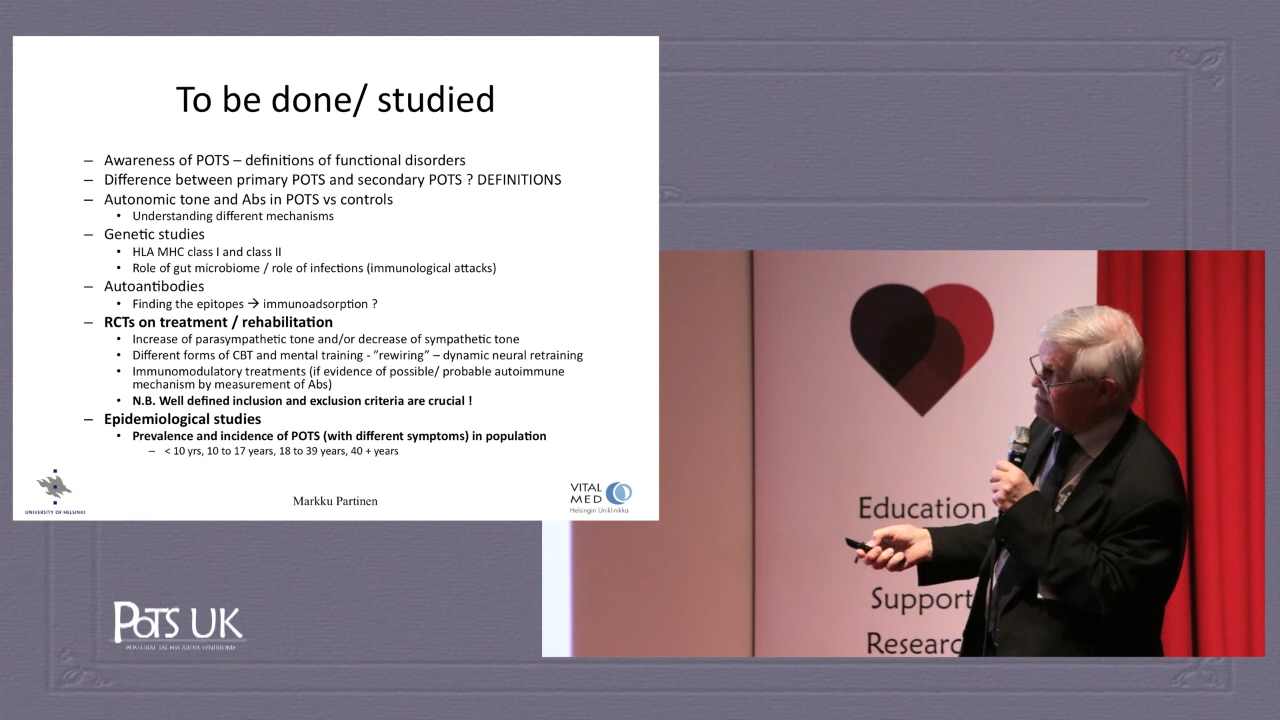 To be done/ studied
– Awareness of POTS – definitions of functional disorders
– Difference between primary POTS and secondary POTS ? DEFINITIONS
– Autonomic tone and Abs in POTS vs controls
• Understanding different mechanisms
– Genetic studies
• HLA MHC class I and class II
• Role of gut microbiome / role of infections (immunological attacks)
– Autoantibodies
• Finding the epitopes → immunoadsorption ?
– RCTs on treatment / rehabilitation
• Increase of parasympathetic tone and/or decrease of sympathetic tone
• Different forms of CBT and mental training - ”rewiring” – dynamic neural retraining
• Immunomodulatory treatments (if evidence of possible/ probable autoimmune
mechanism by measurement of Abs)
• N.B. Well defined inclusion and exclusion criteria are crucial !
– Epidemiological studies
• Prevalence and incidence of POTS (with different symptoms) in population
– < 10 yrs, 10 to 17 years, 18 to 39 years, 40 + years
UNIVERSITY OF HELSINKI
Markku Partinen
VITAL
MED
Helsingin Uniklinikka
Education
Support
Researc
PoTS UK
POSTURAL TACHYCARDIA SYNDROME